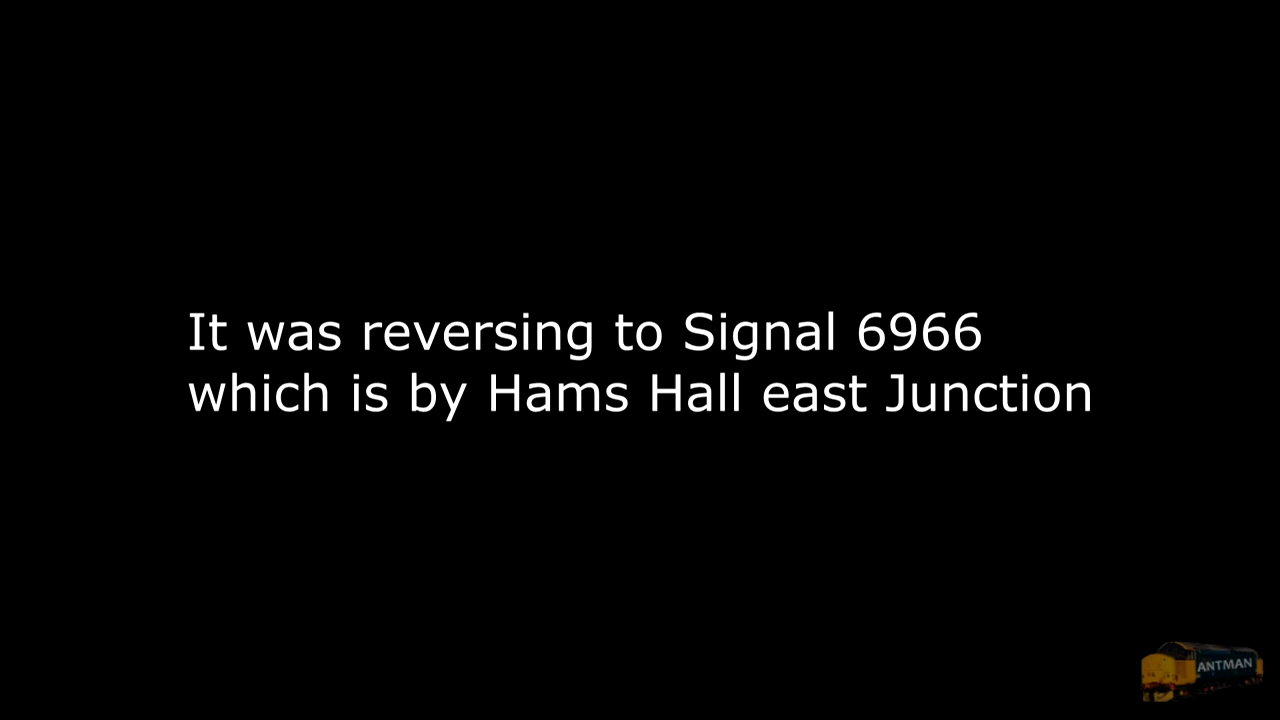 It was reversing to Signal 6966
which is by Hams Hall east Junction
ANTMAN